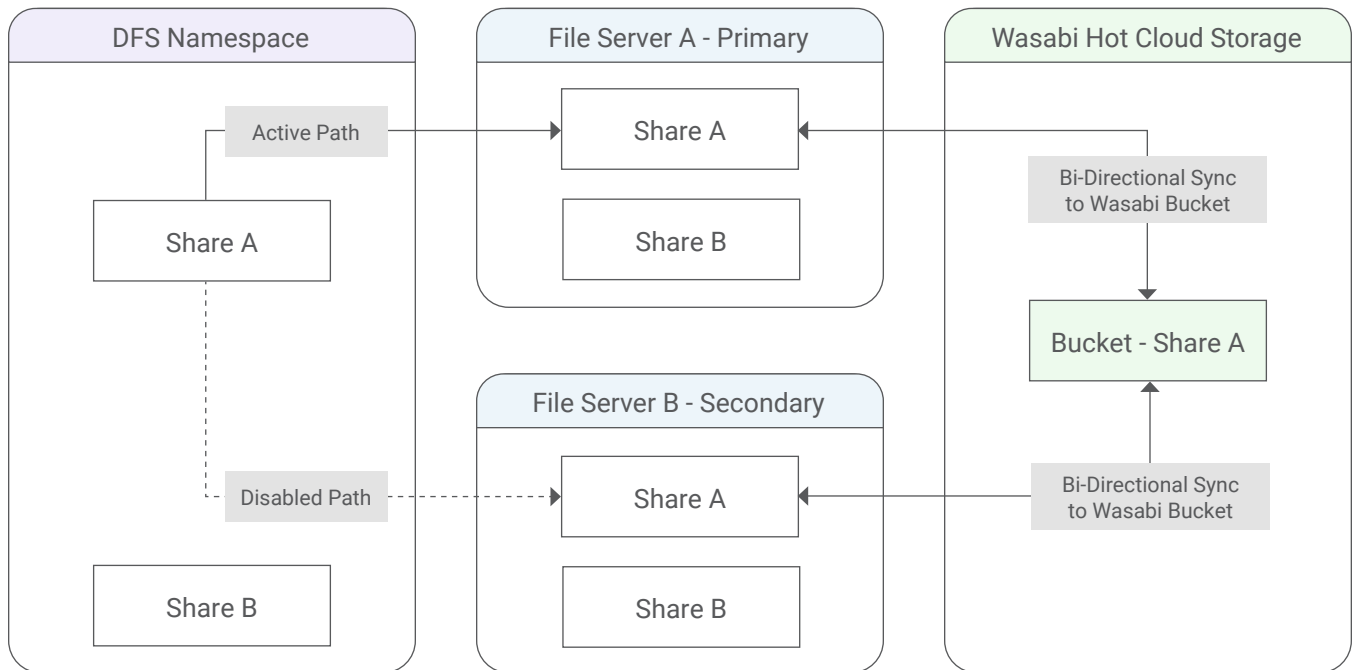 DFS Namespace
Active Path
Share A
Disabled Path
Share B
File Server A - Primary
Share A
Share B
File Server B - Secondary
Share A
Share B
Wasabi Hot Cloud Storage
Bi-Directional Sync
to Wasabi Bucket
Bucket - Share A
Bi-Directional Sync
to Wasabi Bucket